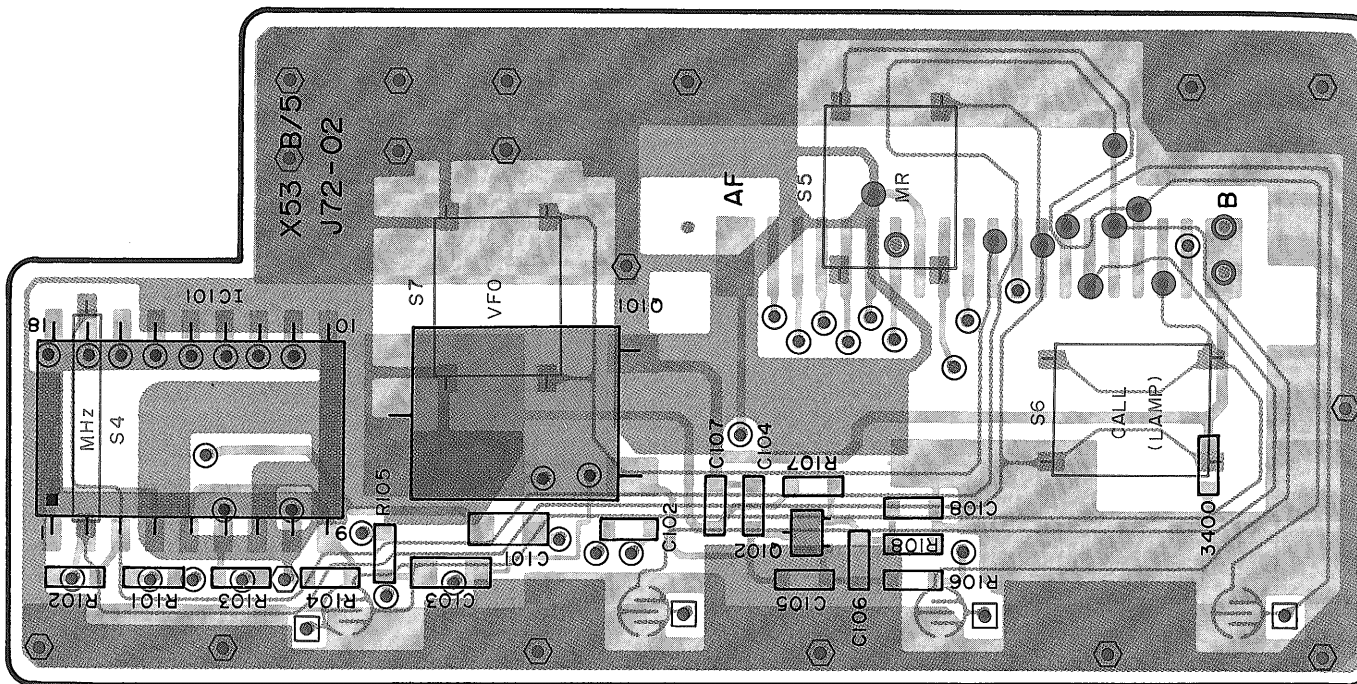 X53 B/5
J72-02
AF
S5
MR
B
S7
VFO
Q101
IC101
18
10
MHz
S4
1
9
S6
CALL
(LAMP)
3400
C107
C104
R107
R105
C101
C102
Q102
C108
R108
R102
R101
R103
R104
C103
C105
C106
R106